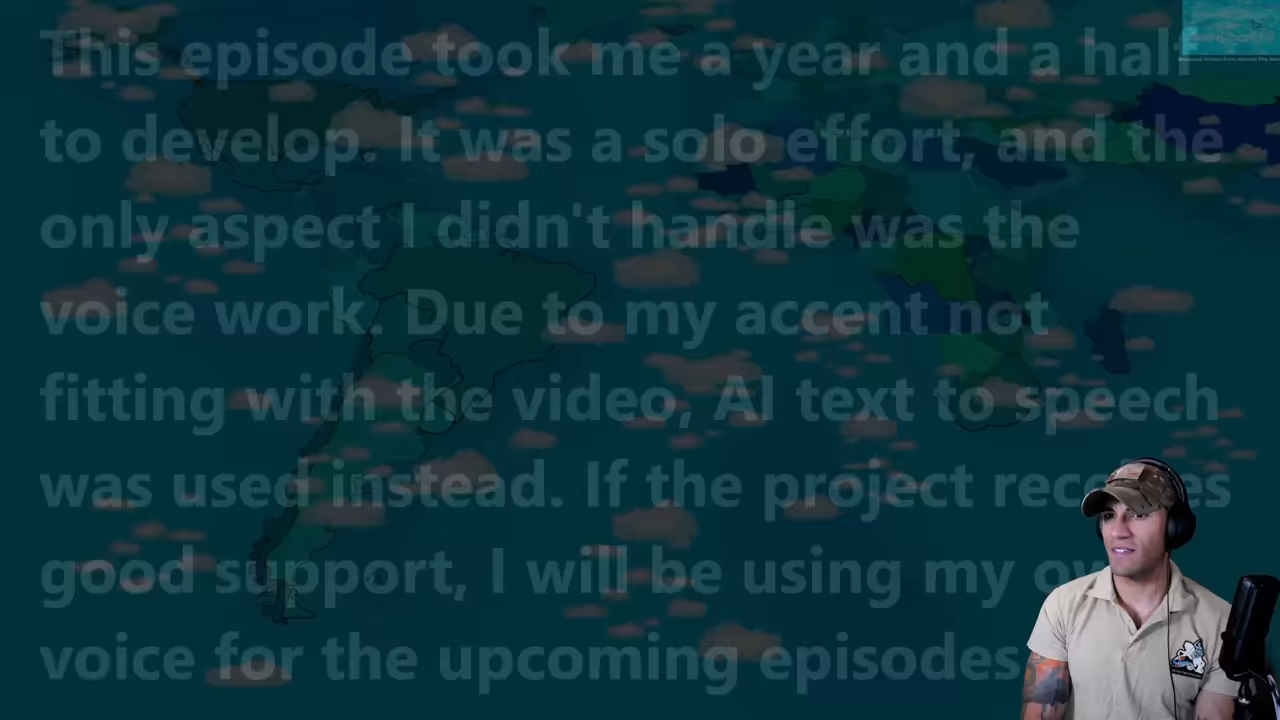 This episode took me a year and a half
to develop. It was a solo effort, and the
only aspect I didn't handle was the
voice work. Due to my accent not
fitting with the video, AI text to speech
was used instead. If the project receives
good support, I will be using my own
voice for the upcoming episodes